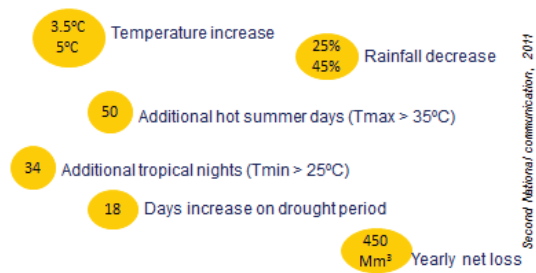 3.5ºC
5ºC
Temperature increase
25%
45%
Rainfall decrease
50
Additional hot summer days (Tmax > 35ºC)
34
Additional tropical nights (Tmin > 25ºC)
18
Days increase on drought period
450
Mm³
Yearly net loss
Second National communication, 2011